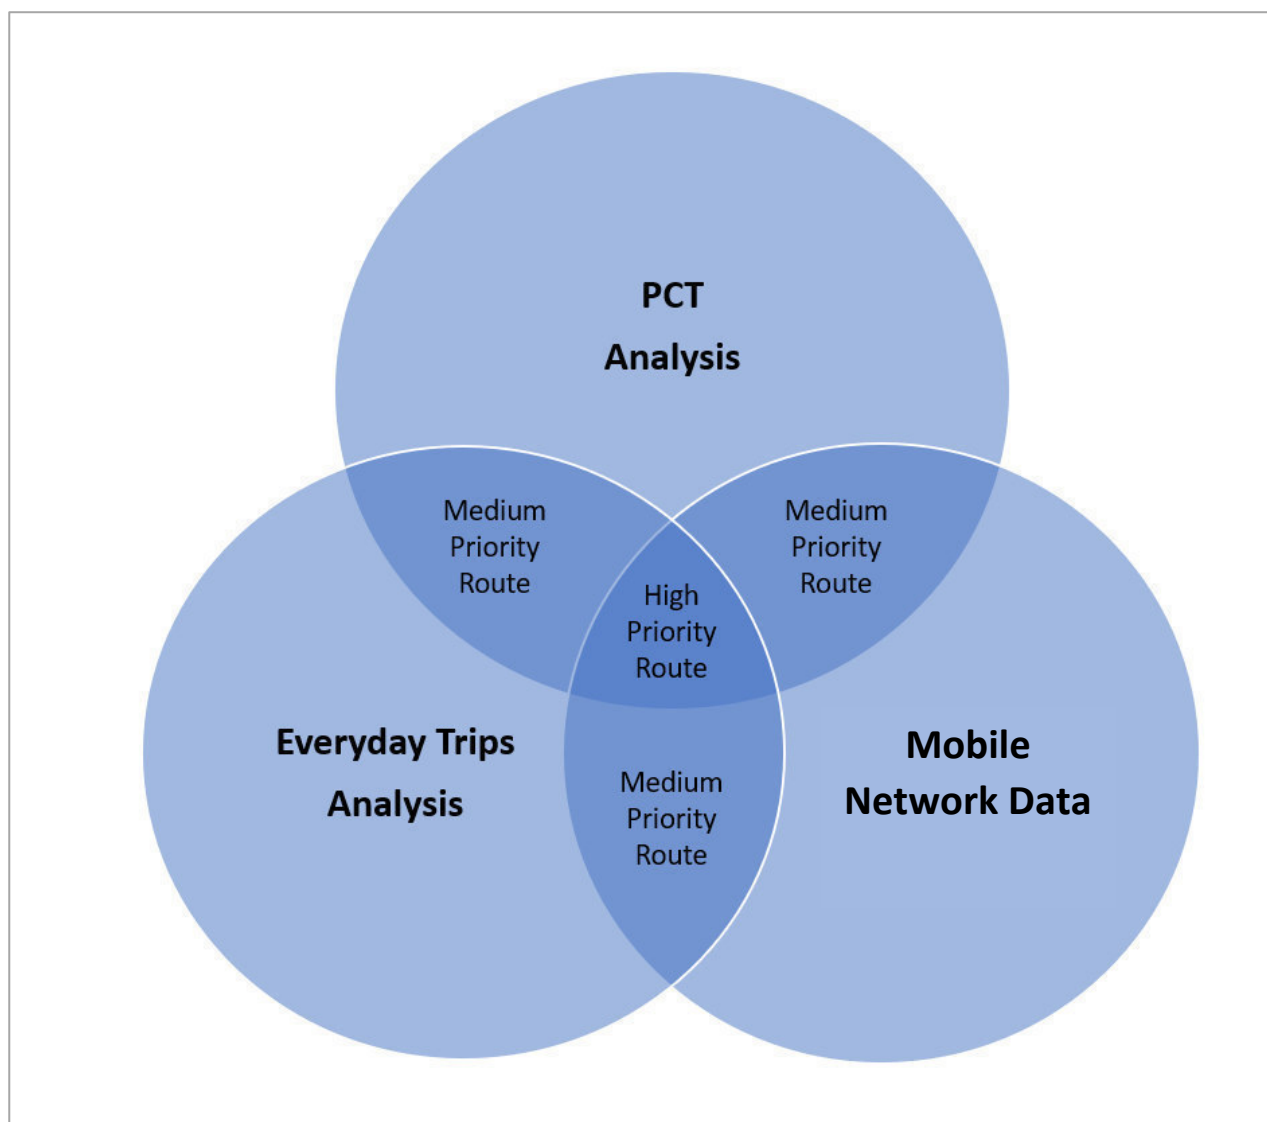 PCT
Analysis
Medium
Priority
Route
Medium
Priority
Route
High
Priority
Route
Everyday Trips
Analysis
Mobile
Network Data
Medium
Priority
Route